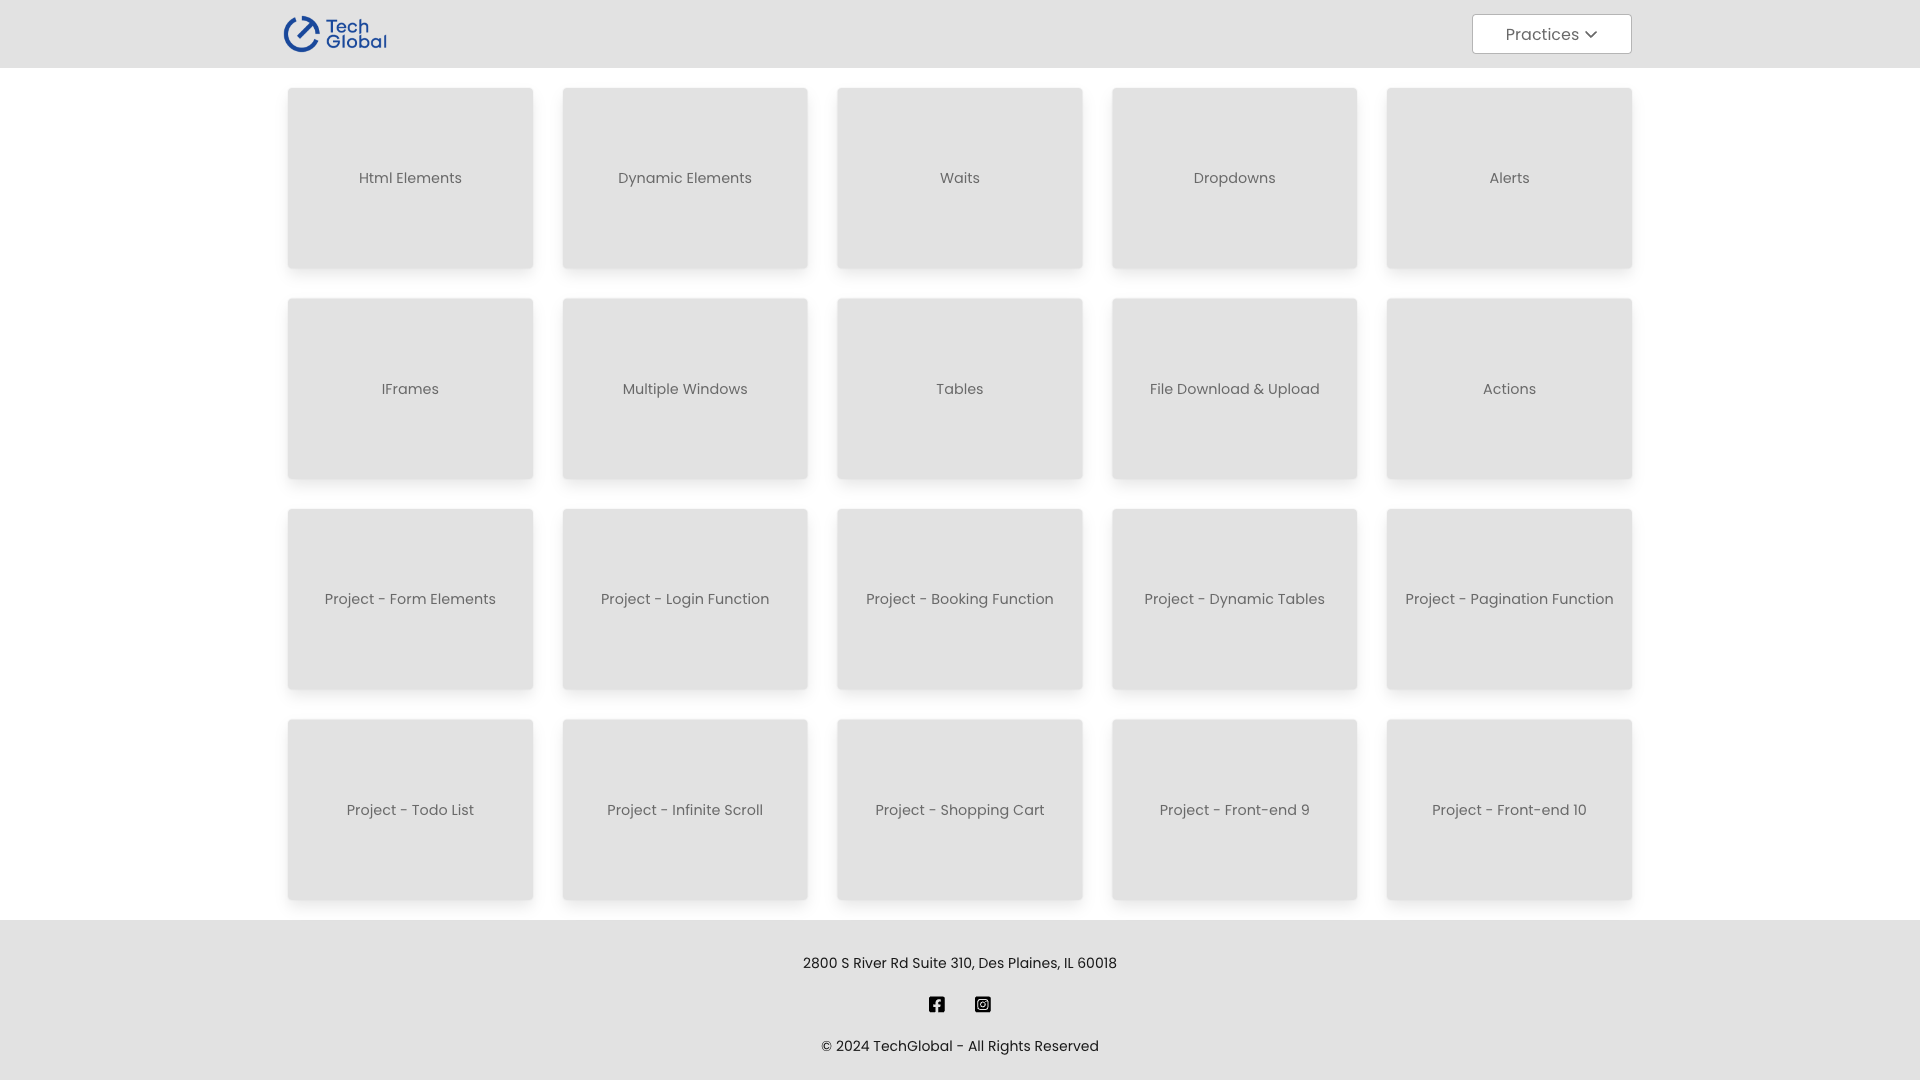 Tech
Global
Practices
Html Elements
Dynamic Elements
Waits
Dropdowns
Alerts
IFrames
Multiple Windows
Tables
File Download & Upload
Actions
Project - Form Elements
Project - Login Function
Project - Booking Function
Project - Dynamic Tables
Project - Pagination Function
Project - Todo List
Project - Infinite Scroll
Project - Shopping Cart
Project - Front-end 9
Project - Front-end 10
2800 S River Rd Suite 310, Des Plaines, IL 60018
© 2024 TechGlobal - All Rights Reserved